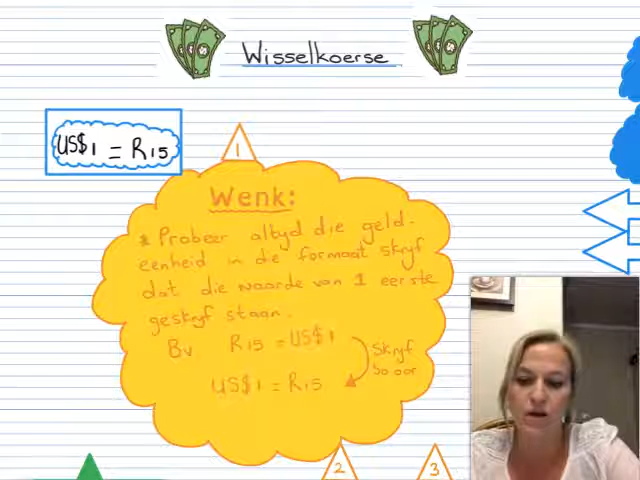 Wisselkoerse
US$1 = R15
1
Wenk:
* Probeer altyd die geld-
eenheid in die formaat skryf
dat die waarde van 1 eerste
geskryf staan.
Bv R15 = US$1
Skryf
bo oor
US$1 = R15
2
3